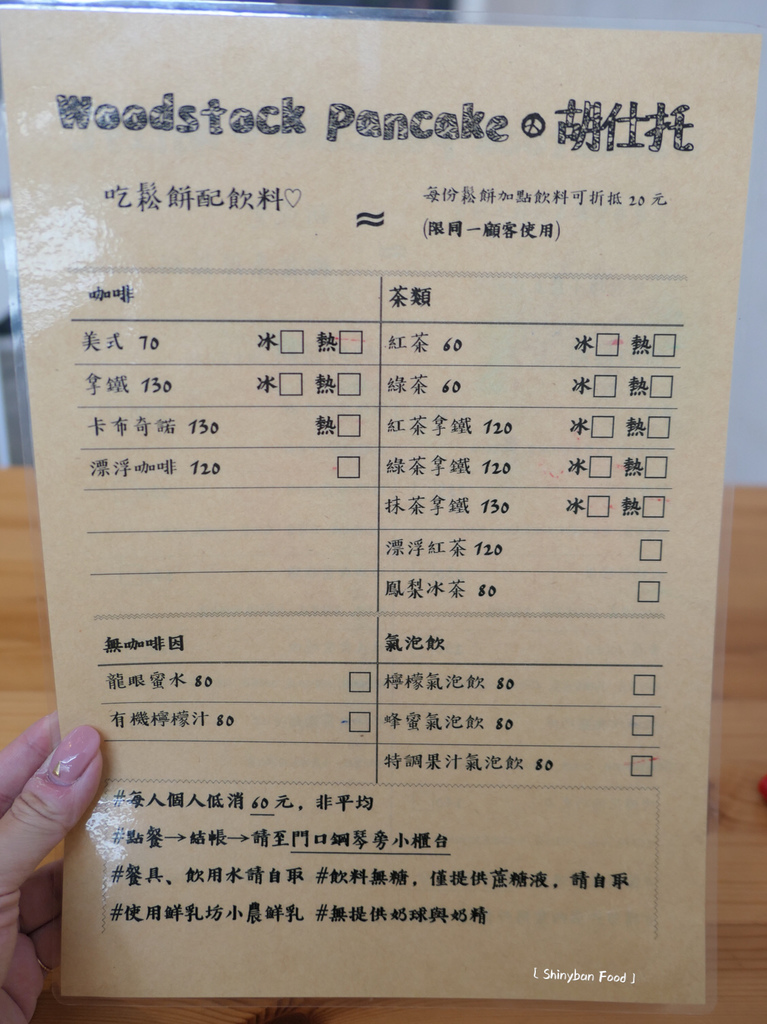 Woodstock Pancake 胡仕托
吃鬆餅配飲料♡
≈
每份鬆餅加點飲料可折抵 20 元
(限同一顧客使用)
咖啡
美式 70 冰□ 熱□
拿鐵 130 冰□ 熱□
卡布奇諾 130 熱□
漂浮咖啡 120 □
茶類
紅茶 60 冰□ 熱□
綠茶 60 冰□ 熱□
紅茶拿鐵 120 冰□ 熱□
綠茶拿鐵 120 冰□ 熱□
抹茶拿鐵 130 冰□ 熱□
漂浮紅茶 120 □
鳳梨冰茶 80 □
無咖啡因
龍眼蜜水 80 □
有機檸檬汁 80 □
氣泡飲
檸檬氣泡飲 80 □
蜂蜜氣泡飲 80 □
特調果汁氣泡飲 80 □
#每人個人低消 60 元，非平均
#點餐→結帳→請至門口鋼琴旁小櫃台
#餐具、飲用水請自取 #飲料無糖，僅提供蔗糖液，請自取
#使用鮮乳坊小農鮮乳 #無提供奶球與奶精
[ Shinyban Food ]